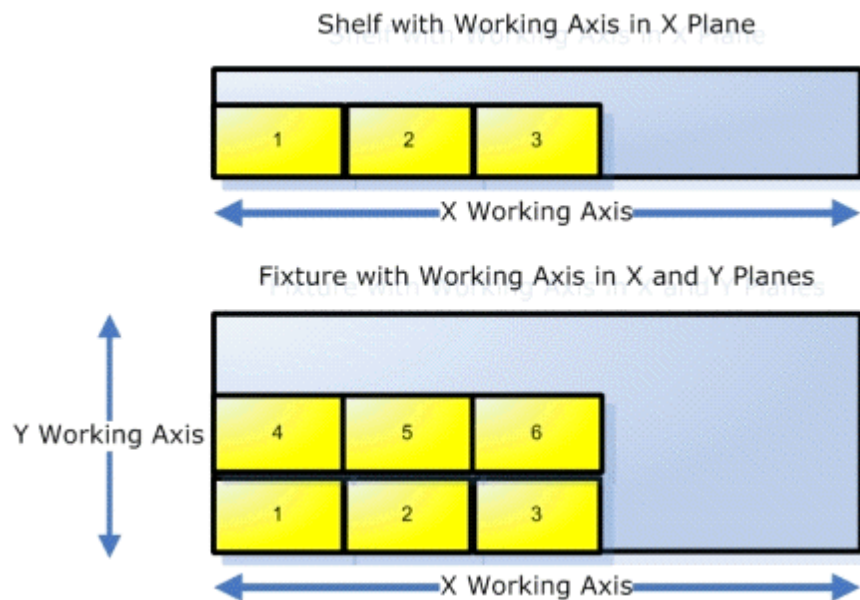 Shelf with Working Axis in X Plane
1 2 3
X Working Axis
Fixture with Working Axis in X and Y Planes
4 5 6
Y Working Axis
1 2 3
X Working Axis